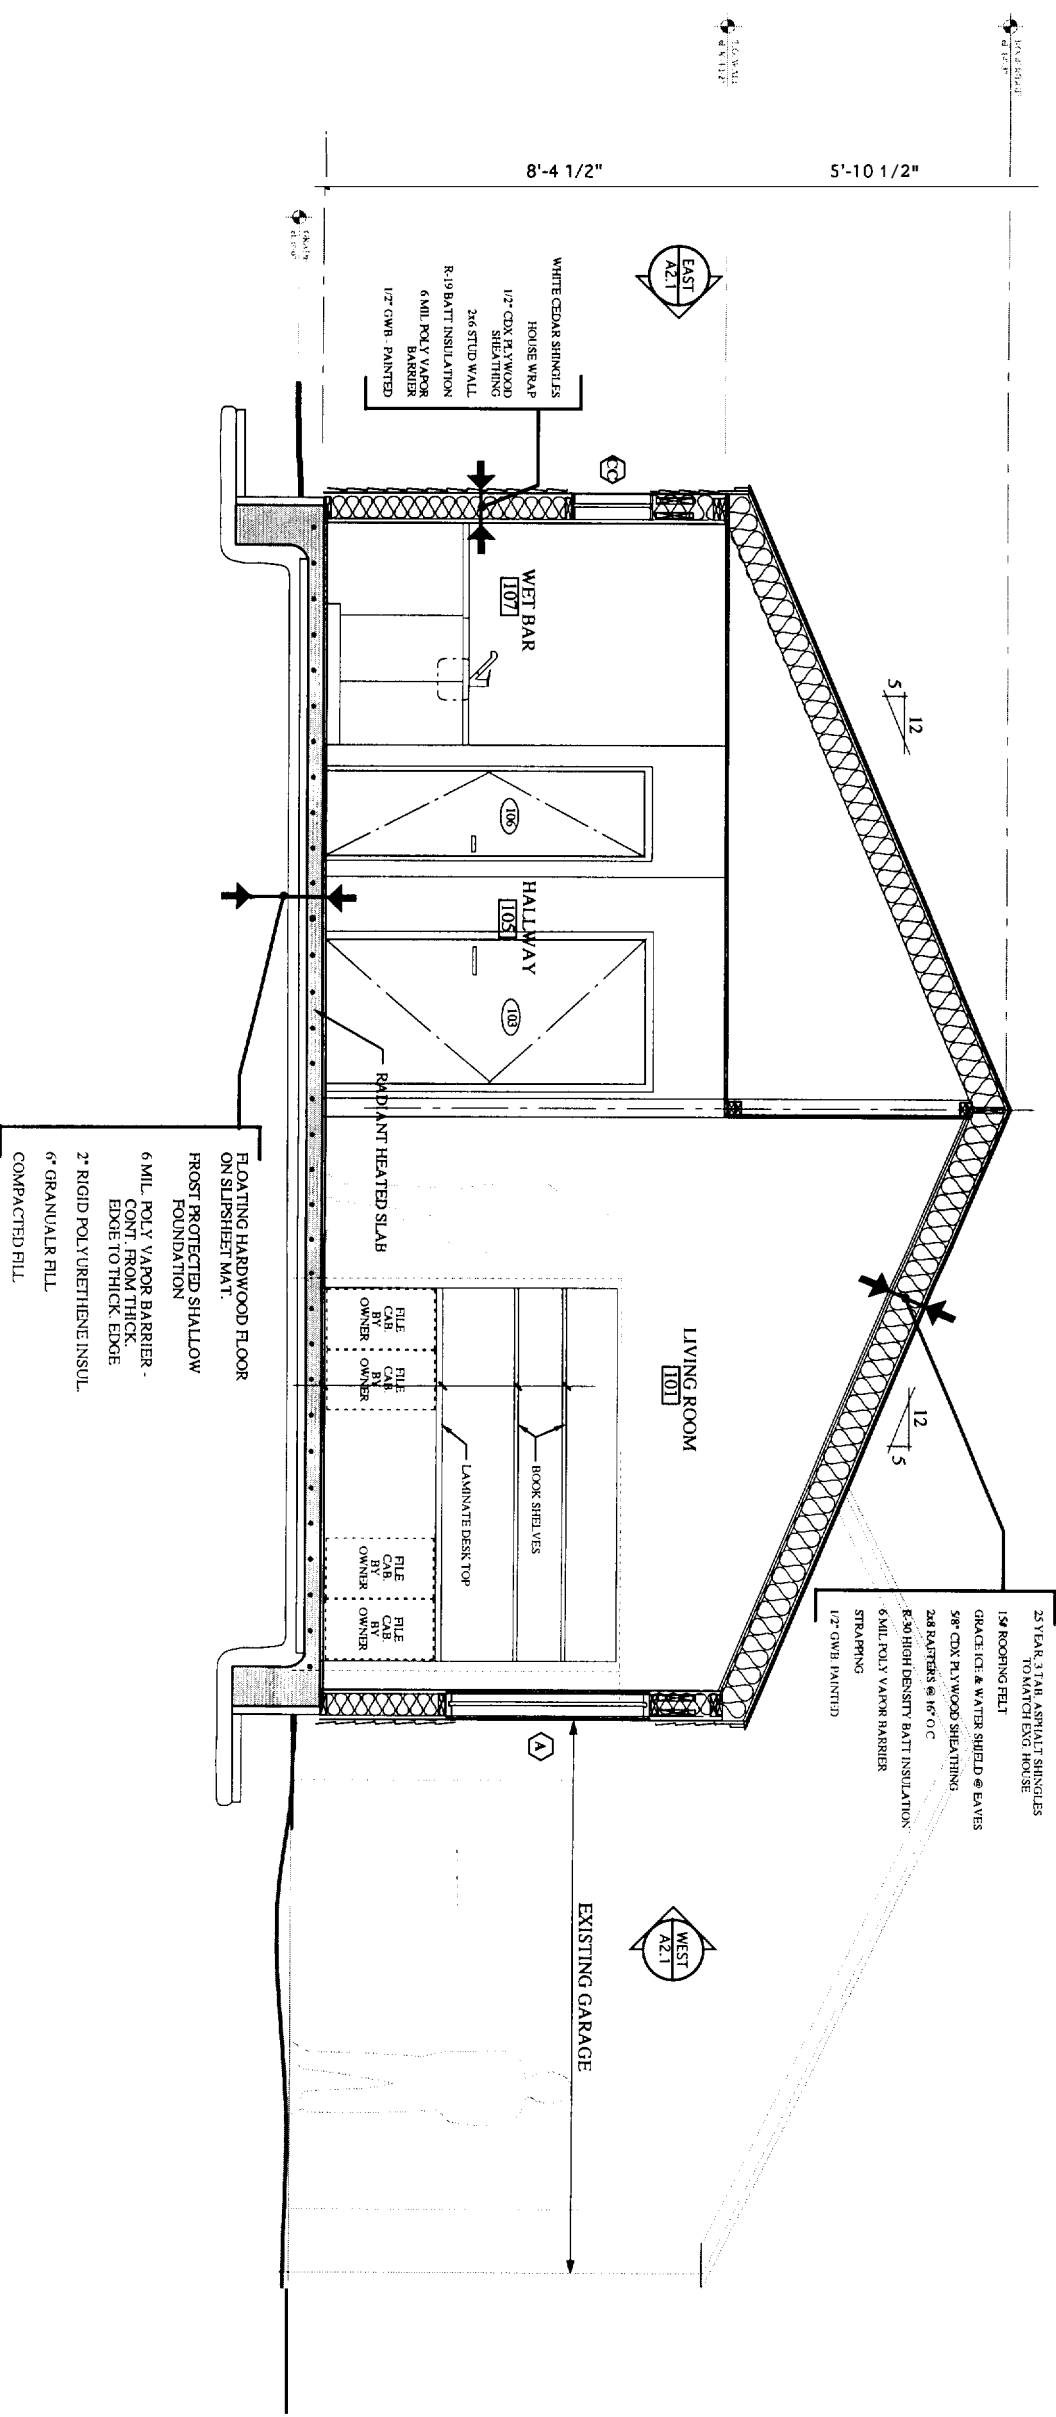 8'-4 1/2"
5'-10 1/2"
T.O. WALL
EAST
A2.1
WHITE CEDAR SHINGLES
HOUSE WRAP
1/2" CDX PLYWOOD
SHEATHING
2x6 STUD WALL
R-19 BATT INSULATION
6 MIL POLY VAPOR
BARRIER
1/2" GWB - PAINTED
CC
WET BAR
107
12
5
106
HALLWAY
105
103
RADIANT HEATED SLAB
FLOATING HARDWOOD FLOOR
ON SLIPSHEET MAT.
FROST PROTECTED SHALLOW
FOUNDATION
6 MIL. POLY VAPOR BARRIER -
CONT. FROM THICK.
EDGE TO THICK. EDGE
2" RIGID POLYURETHENE INSUL.
6" GRANUALR FILL
COMPACTED FILL
LIVING ROOM
101
12
5
FILE
CAB.
BY
OWNER
FILE
CAB.
BY
OWNER
BOOK SHELVES
LAMINATE DESK TOP
FILE
CAB.
BY
OWNER
FILE
CAB.
BY
OWNER
25 YEAR, 3 TAB, ASPHALT SHINGLES
TO MATCH EXG. HOUSE
15# ROOFING FELT
GRACE ICE & WATER SHIELD @ EAVES
5/8" CDX PLYWOOD SHEATHING
2x8 RAFTERS @ 16" O C
R-30 HIGH DENSITY BATT INSULATION
6 MIL POLY VAPOR BARRIER
STRAPPING
1/2" GWB, PAINTED
A
WEST
A2.1
EXISTING GARAGE